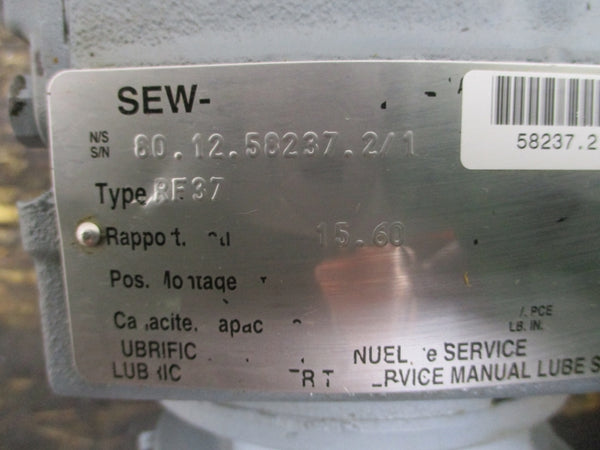 SEW-
58237.2
N/S
S/N 80.12.58237.2/1
Type RF37
Rappo t. 15.60
Pos. Montage
Ca acite. apac
PCE
LB. IN.
UBRIFIC NUEL e SERVICE
LUB IC RVICE MANUAL LUBE S